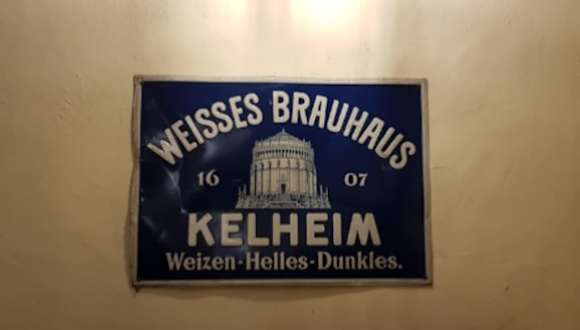 WEISSES BRAUHAUS
16 07
KELHEIM
Weizen-Helles-Dunkles.